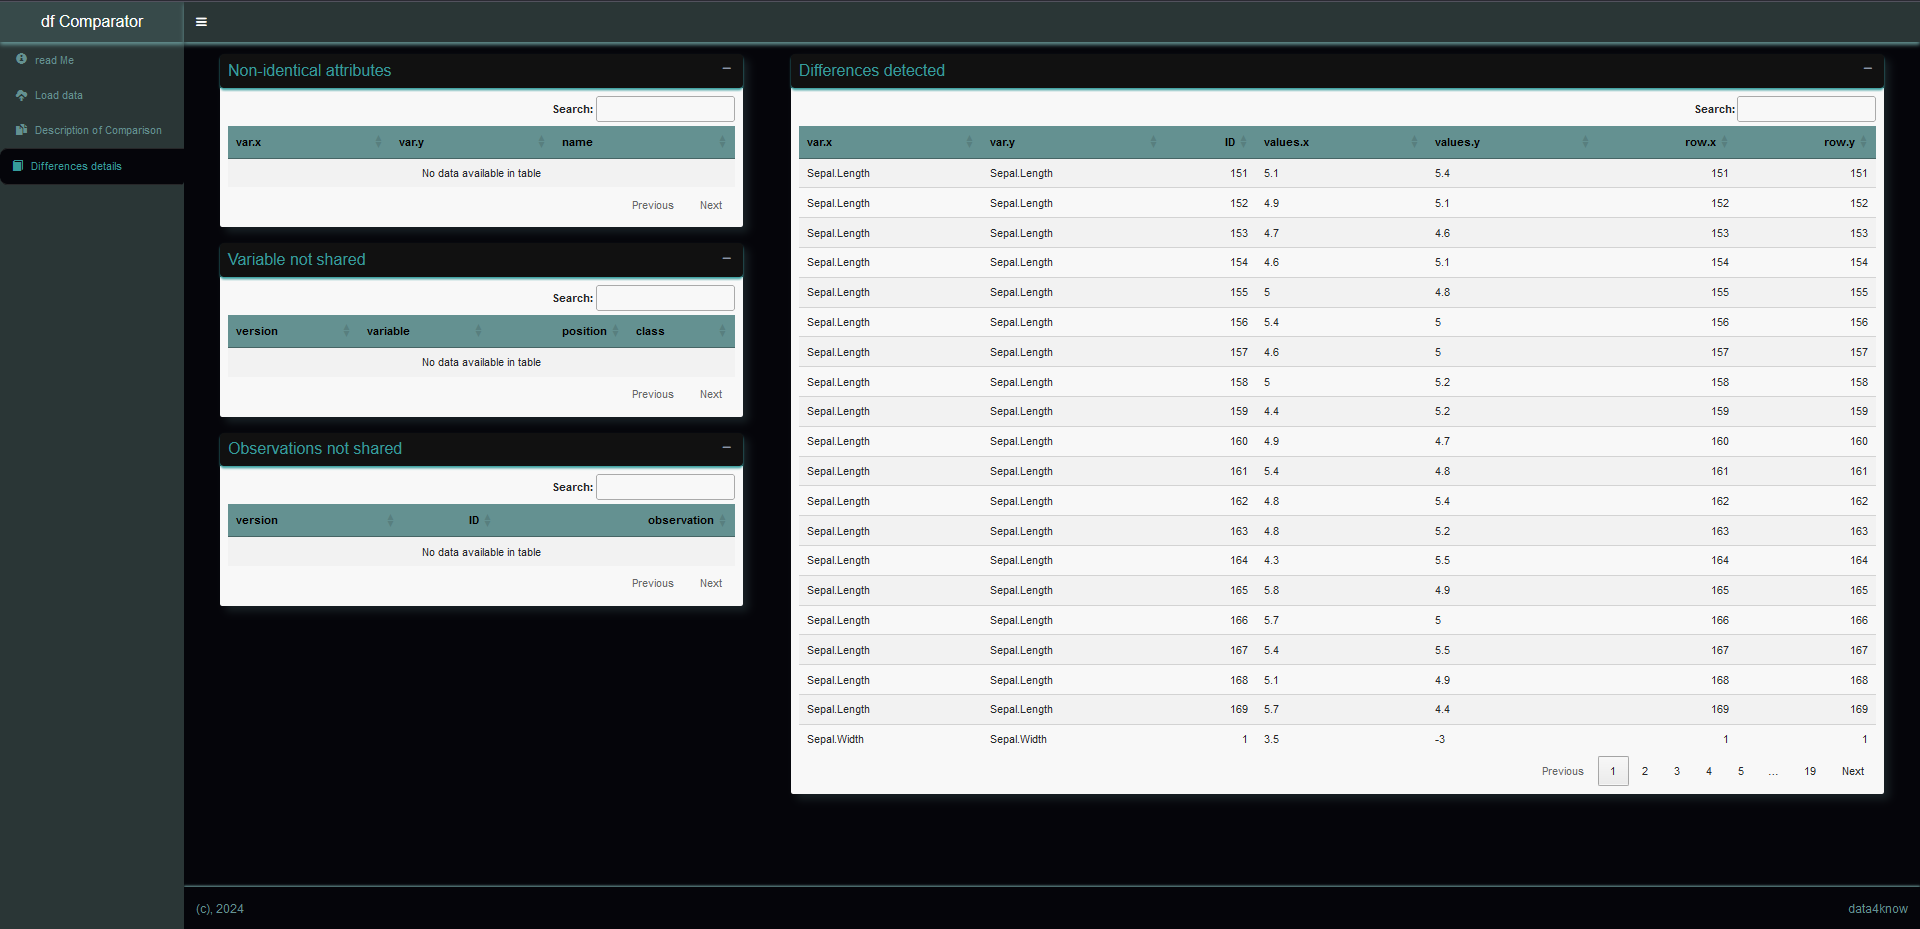 df Comparator
read Me
Load data
Description of Comparison
Differences details
Non-identical attributes
Search:
var.x var.y name
No data available in table
Previous Next
Variable not shared
Search:
version variable position class
No data available in table
Previous Next
Observations not shared
Search:
version ID observation
No data available in table
Previous Next
Differences detected
Search:
var.x var.y ID values.x values.y row.x row.y
Sepal.Length Sepal.Length 151 5.1 5.4 151 151
Sepal.Length Sepal.Length 152 4.9 5.1 152 152
Sepal.Length Sepal.Length 153 4.7 4.6 153 153
Sepal.Length Sepal.Length 154 4.6 5.1 154 154
Sepal.Length Sepal.Length 155 5 4.8 155 155
Sepal.Length Sepal.Length 156 5.4 5 156 156
Sepal.Length Sepal.Length 157 4.6 5 157 157
Sepal.Length Sepal.Length 158 5 5.2 158 158
Sepal.Length Sepal.Length 159 4.4 5.2 159 159
Sepal.Length Sepal.Length 160 4.9 4.7 160 160
Sepal.Length Sepal.Length 161 5.4 4.8 161 161
Sepal.Length Sepal.Length 162 4.8 5.4 162 162
Sepal.Length Sepal.Length 163 4.8 5.2 163 163
Sepal.Length Sepal.Length 164 4.3 5.5 164 164
Sepal.Length Sepal.Length 165 5.8 4.9 165 165
Sepal.Length Sepal.Length 166 5.7 5 166 166
Sepal.Length Sepal.Length 167 5.4 5.5 167 167
Sepal.Length Sepal.Length 168 5.1 4.9 168 168
Sepal.Length Sepal.Length 169 5.7 4.4 169 169
Sepal.Width Sepal.Width 1 3.5 -3 1 1
Previous 1 2 3 4 5 … 19 Next
(c), 2024
data4know